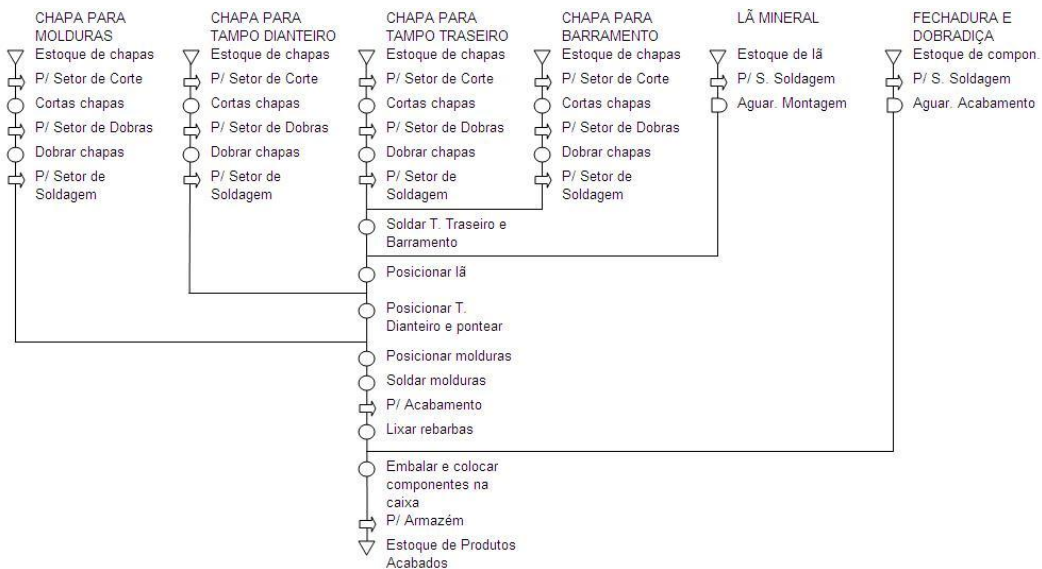 CHAPA PARA
MOLDURAS
Estoque de chapas
P/ Setor de Corte
Cortas chapas
P/ Setor de Dobras
Dobrar chapas
P/ Setor de
Soldagem
CHAPA PARA
TAMPO DIANTEIRO
Estoque de chapas
P/ Setor de Corte
Cortas chapas
P/ Setor de Dobras
Dobrar chapas
P/ Setor de
Soldagem
CHAPA PARA
TAMPO TRASEIRO
Estoque de chapas
P/ Setor de Corte
Cortas chapas
P/ Setor de Dobras
Dobrar chapas
P/ Setor de
Soldagem
Soldar T. Traseiro e
Barramento
Posicionar lã
Posicionar T.
Dianteiro e pontear
Posicionar molduras
Soldar molduras
P/ Acabamento
Lixar rebarbas
Embalar e colocar
componentes na
caixa
P/ Armazém
Estoque de Produtos
Acabados
CHAPA PARA
BARRAMENTO
Estoque de chapas
P/ Setor de Corte
Cortas chapas
P/ Setor de Dobras
Dobrar chapas
P/ Setor de
Soldagem
LÃ MINERAL
Estoque de lã
P/ S. Soldagem
Aguar. Montagem
FECHADURA E
DOBRADIÇA
Estoque de compon.
P/ S. Soldagem
Aguar. Acabamento